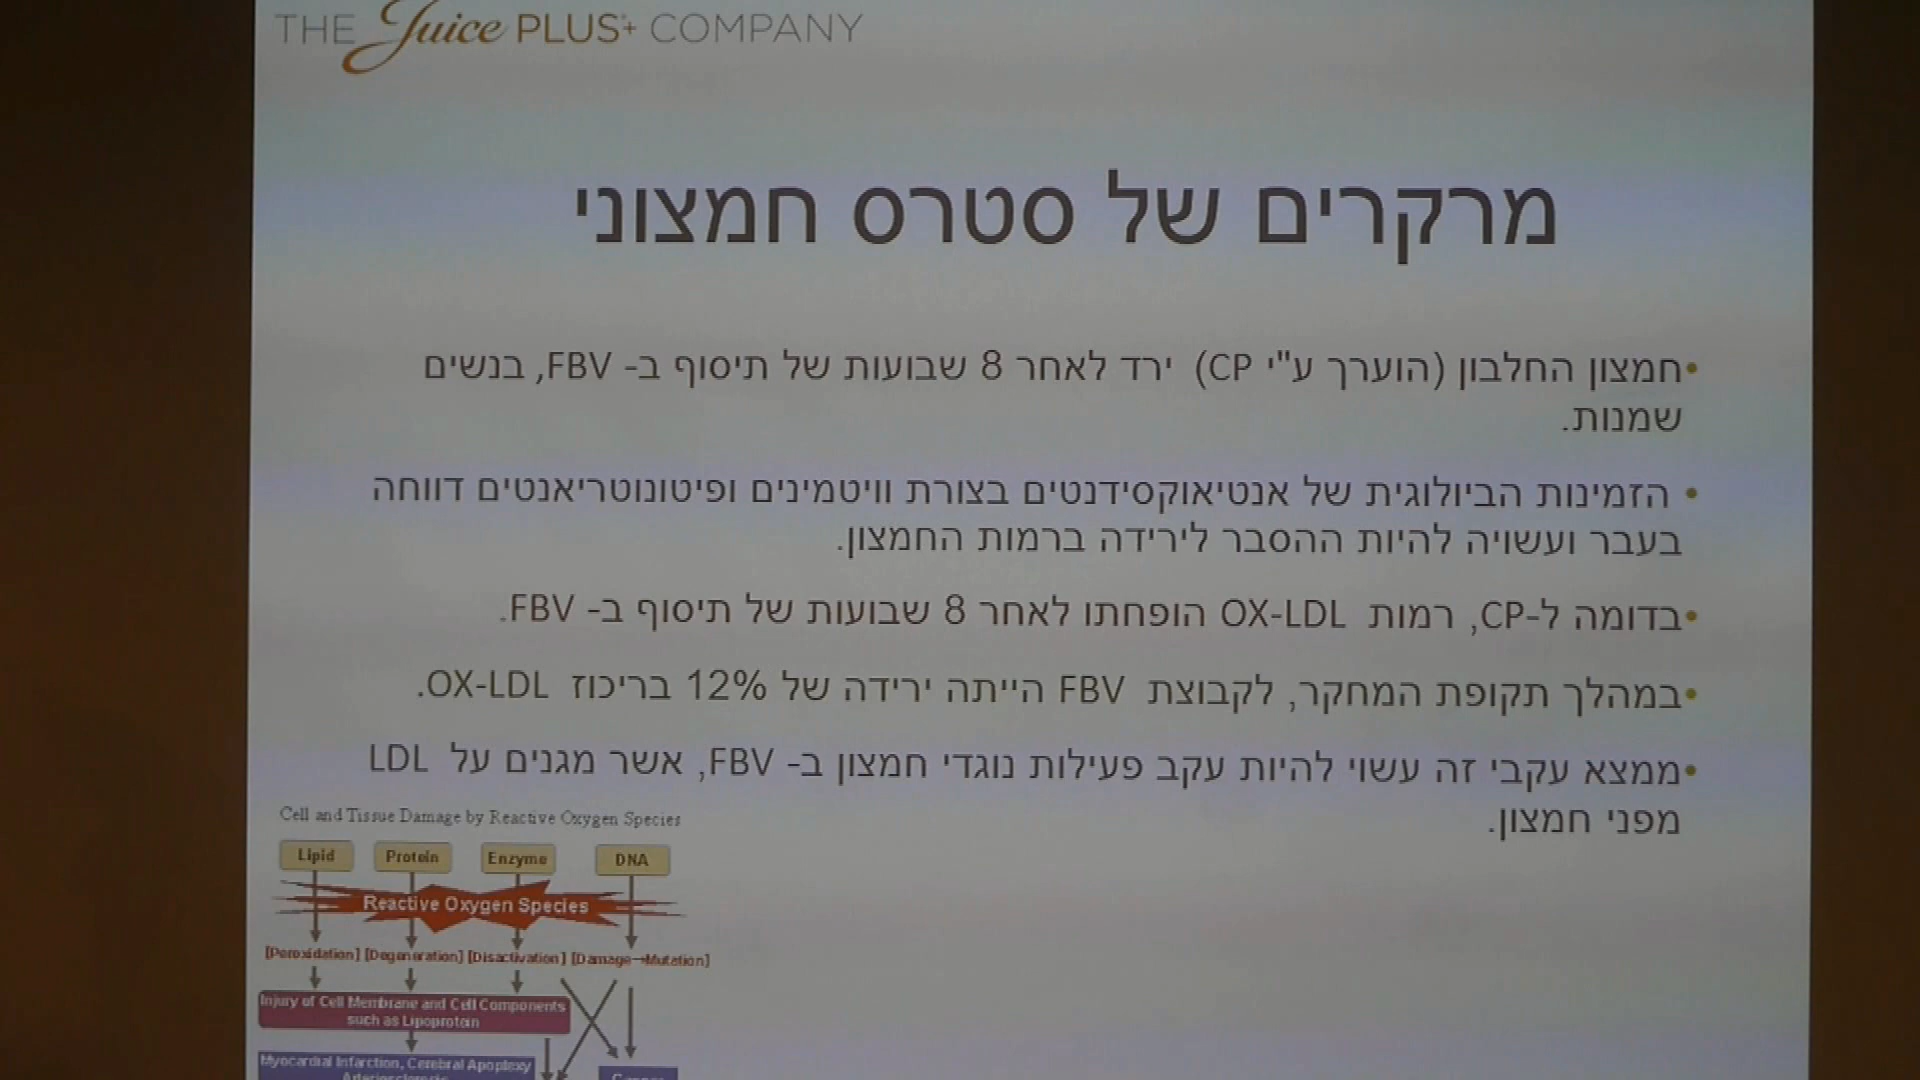 THE Juice PLUS+ COMPANY
מרקרים של סטרס חמצוני
•חמצון החלבון (הוערך ע"י CP) ירד לאחר 8 שבועות של תיסוף ב- FBV, בנשים
שמנות.
• הזמינות הביולוגית של אנטיאוקסידנטים בצורת וויטמינים ופיטונוטריאנטים דווחה
בעבר ועשויה להיות ההסבר לירידה ברמות החמצון.
•בדומה ל-CP, רמות OX-LDL הופחתו לאחר 8 שבועות של תיסוף ב- FBV.
•במהלך תקופת המחקר, לקבוצת FBV הייתה ירידה של 12% בריכוז OX-LDL.
•ממצא עקבי זה עשוי להיות עקב פעילות נוגדי חמצון ב- FBV, אשר מגנים על LDL
מפני חמצון.
Cell and Tissue Damage by Reactive Oxygen Species
Lipid Protein Enzyme DNA
Reactive Oxygen Species
[Peroxidation] [Degeneration] [Disactivation] [Damage→Mutation]
Injury of Cell Membrane and Cell Components
such as Lipoprotein
Myocardial Infarction, Cerebral Apoplexy